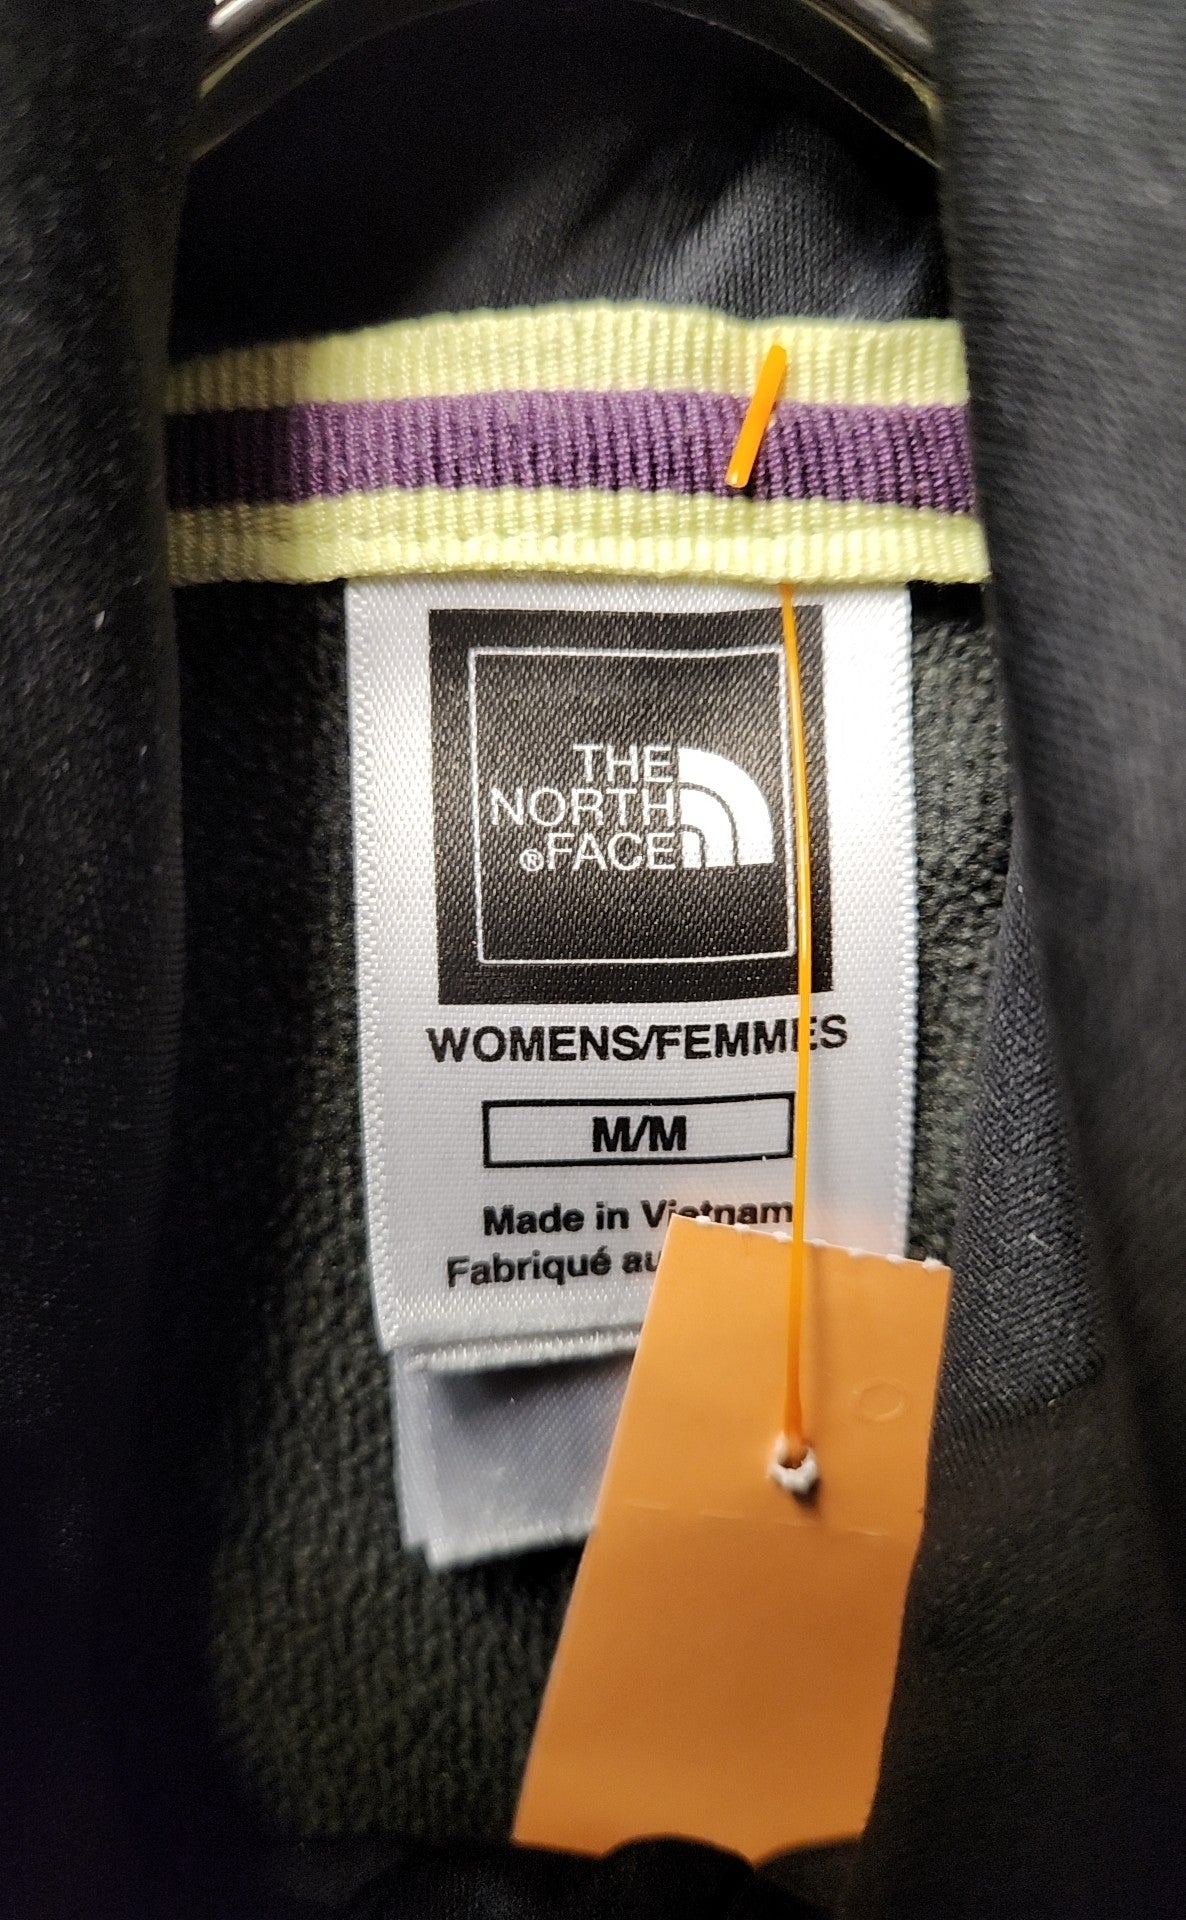 THE
NORTH
®FACE
WOMENS/FEMMES
M/M
Made in Vietnam
Fabriqué au